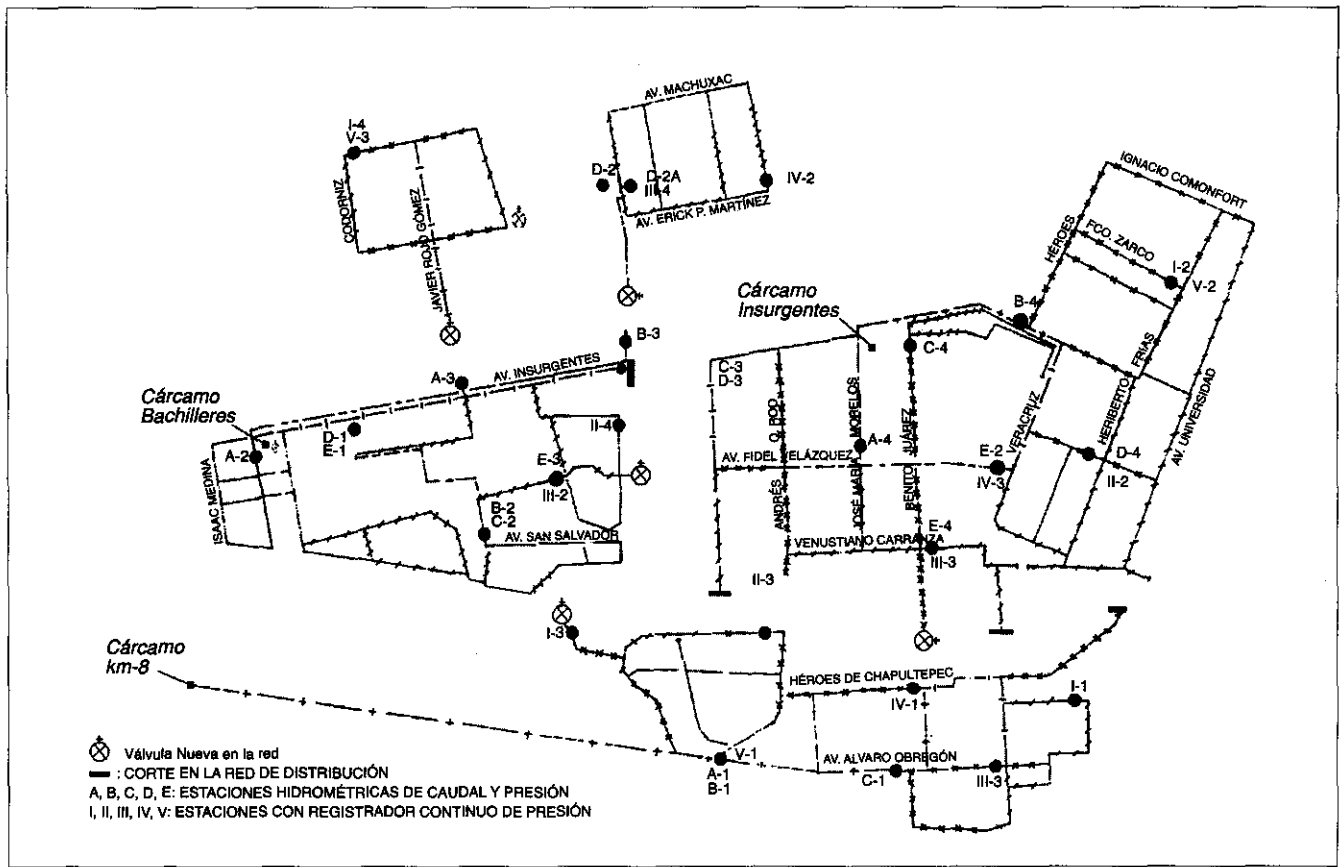 AV. MACHUXAC
I-4
V-3
D-2
D-2A
III-4
IV-2
AV. ERICK P. MARTÍNEZ
CODORNIZ
JAVIER ROJO GÓMEZ
IGNACIO COMONFORT
HÉROES
FCO. ZARCO
I-2
V-2
Cárcamo
Insurgentes
B-4
B-3
C-4
AV. INSURGENTES
A-3
C-3
D-3
Cárcamo
Bachilleres
D-1
E-1
A-2
II-4
ISAAC MEDINA
E-3
III-2
B-2
C-2
AV. SAN SALVADOR
ANDRÉS Q. ROO
JOSÉ MARÍA MORELOS
A-4
BENITO JUÁREZ
AV. FIDEL VELÁZQUEZ
E-2
IV-3
VERACRUZ
HERIBERTO FRIAS
AV. UNIVERSIDAD
D-4
II-2
E-4
VENUSTIANO CARRANZA
III-3
II-3
I-3
Cárcamo
km-8
HÉROES DE CHAPULTEPEC
IV-1
I-1
V-1
A-1
B-1
AV. ALVARO OBREGÓN
C-1
III-3
Válvula Nueva en la red
: CORTE EN LA RED DE DISTRIBUCIÓN
A, B, C, D, E: ESTACIONES HIDROMÉTRICAS DE CAUDAL Y PRESIÓN
I, II, III, IV, V: ESTACIONES CON REGISTRADOR CONTINUO DE PRESIÓN